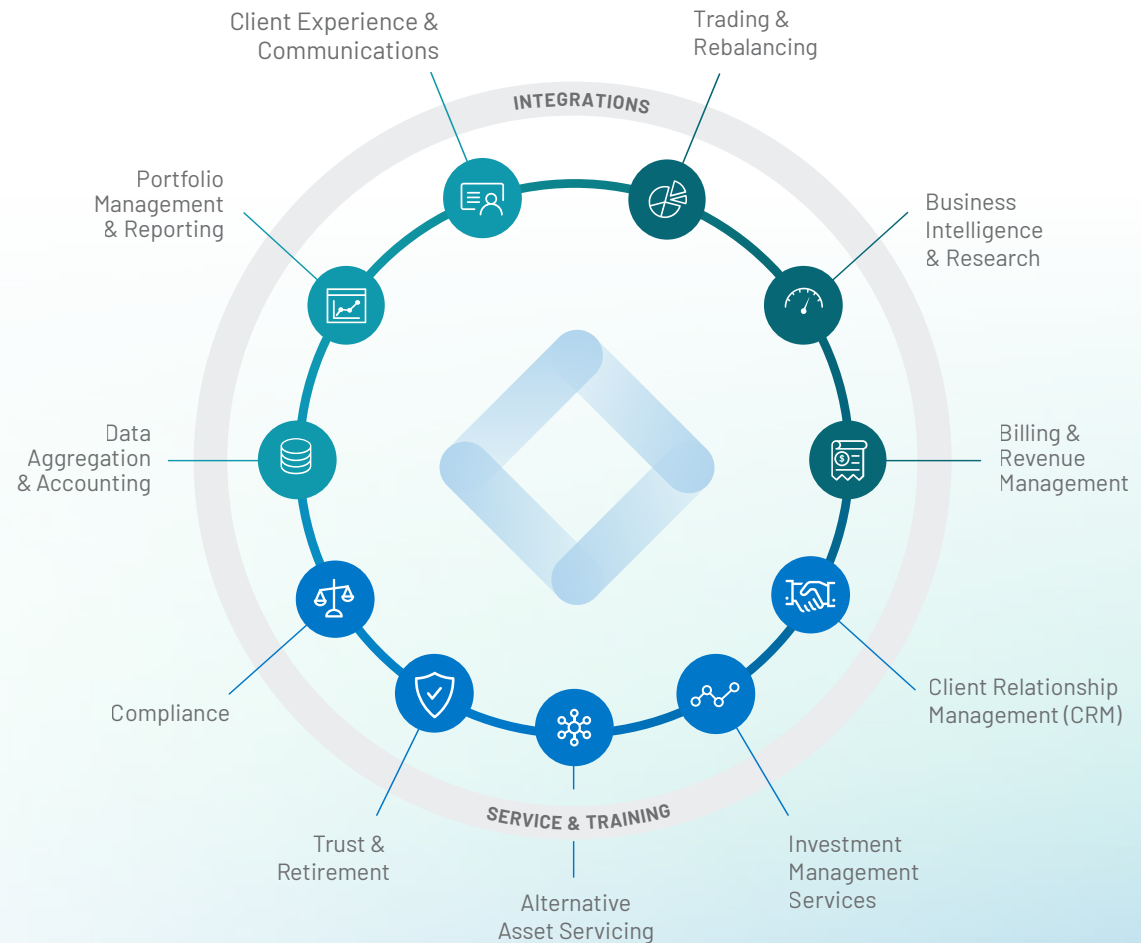 Client Experience &
Communications
Trading &
Rebalancing
INTEGRATIONS
Portfolio
Management
& Reporting
Business
Intelligence
& Research
Data
Aggregation
& Accounting
$
Billing &
Revenue
Management
Compliance
Client Relationship
Management (CRM)
SERVICE & TRAINING
Trust &
Retirement
Investment
Management
Services
Alternative
Asset Servicing